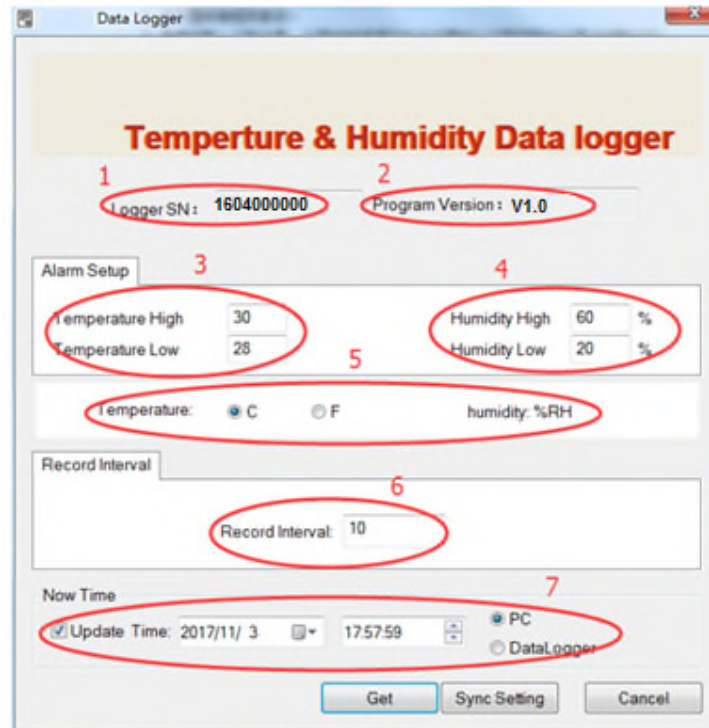 Data Logger
Temperture & Humidity Data logger
1
2
Logger SN: 1604000000
Program Version: V1.0
3
4
Alarm Setup
Temperature High 30
Humidity High 60 %
Temperature Low 28
Humidity Low 20 %
5
Temperature: C F humidity: %RH
Record Interval
6
Record Interval: 10
7
Now Time
Update Time: 2017/11/ 3 17:57:59 PC
DataLogger
Get Sync Setting Cancel